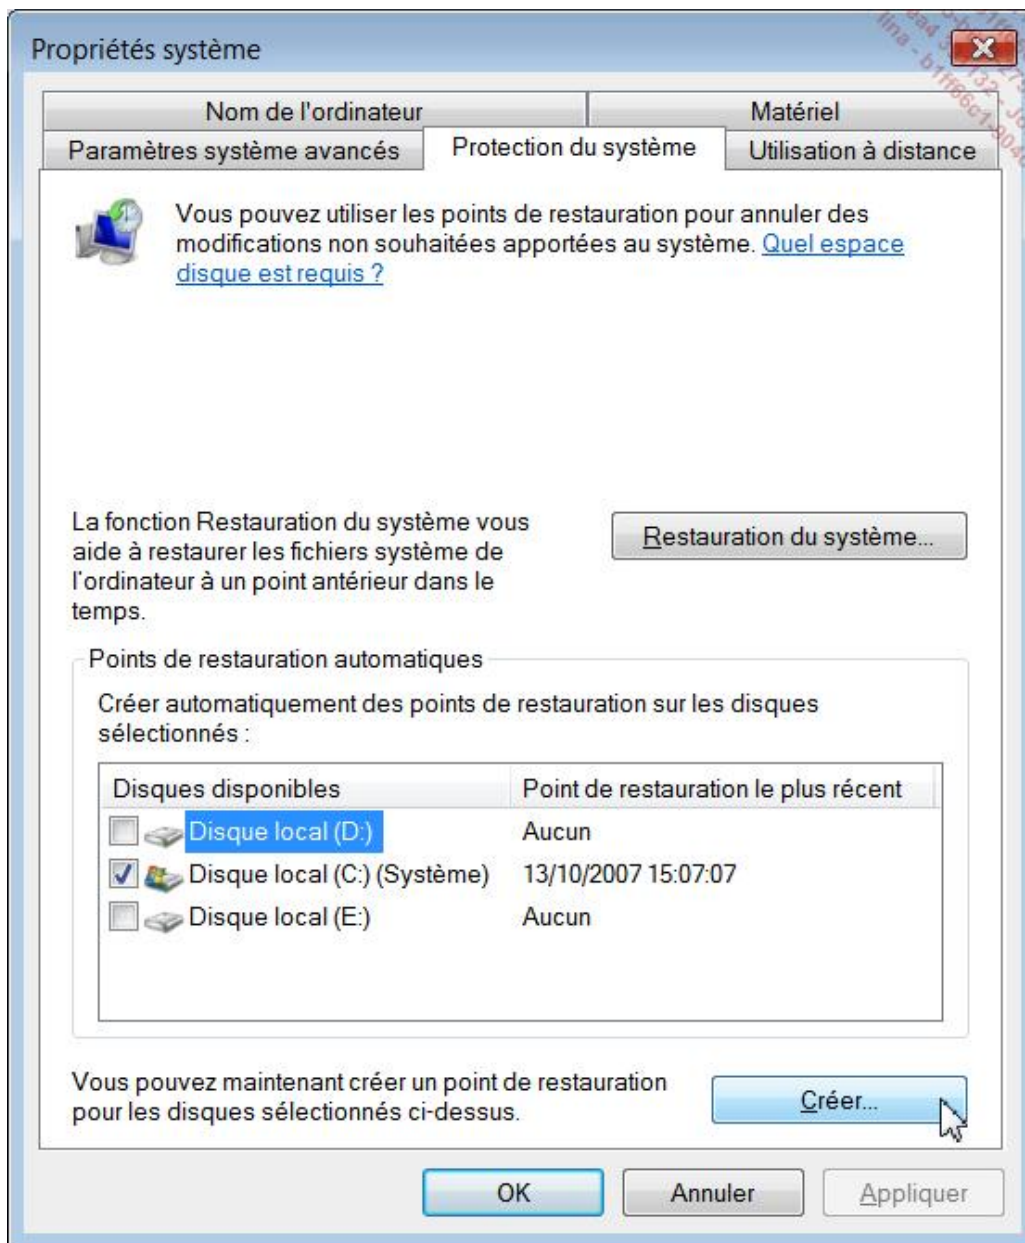 Propriétés système
Nom de l'ordinateur
Matériel
Paramètres système avancés
Protection du système
Utilisation à distance
Vous pouvez utiliser les points de restauration pour annuler des
modifications non souhaitées apportées au système. Quel espace
disque est requis ?
La fonction Restauration du système vous
aide à restaurer les fichiers système de
l'ordinateur à un point antérieur dans le
temps.
Restauration du système...
Points de restauration automatiques
Créer automatiquement des points de restauration sur les disques
sélectionnés :
Disques disponibles
Point de restauration le plus récent
Disque local (D:)
Aucun
Disque local (C:) (Système)
13/10/2007 15:07:07
Disque local (E:)
Aucun
Vous pouvez maintenant créer un point de restauration
pour les disques sélectionnés ci-dessus.
Créer...
OK
Annuler
Appliquer